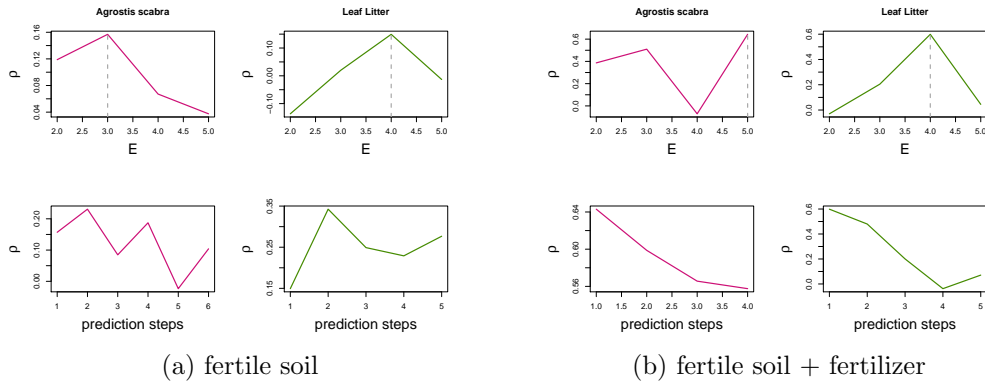 Agrostis scabra
Leaf Litter
Agrostis scabra
Leaf Litter
ρ
0.04 0.08 0.12 0.16
2.0 2.5 3.0 3.5 4.0 4.5 5.0
E
ρ
-0.10 0.00 0.10
2.0 2.5 3.0 3.5 4.0 4.5 5.0
E
ρ
0.0 0.2 0.4 0.6
2.0 2.5 3.0 3.5 4.0 4.5 5.0
E
ρ
0.0 0.2 0.4 0.6
2.0 2.5 3.0 3.5 4.0 4.5 5.0
E
ρ
0.00 0.10 0.20
1 2 3 4 5 6
prediction steps
ρ
0.15 0.25 0.35
1 2 3 4 5
prediction steps
ρ
0.56 0.60 0.64
1.0 1.5 2.0 2.5 3.0 3.5 4.0
prediction steps
ρ
0.0 0.2 0.4 0.6
1 2 3 4 5
prediction steps
(a) fertile soil
(b) fertile soil + fertilizer